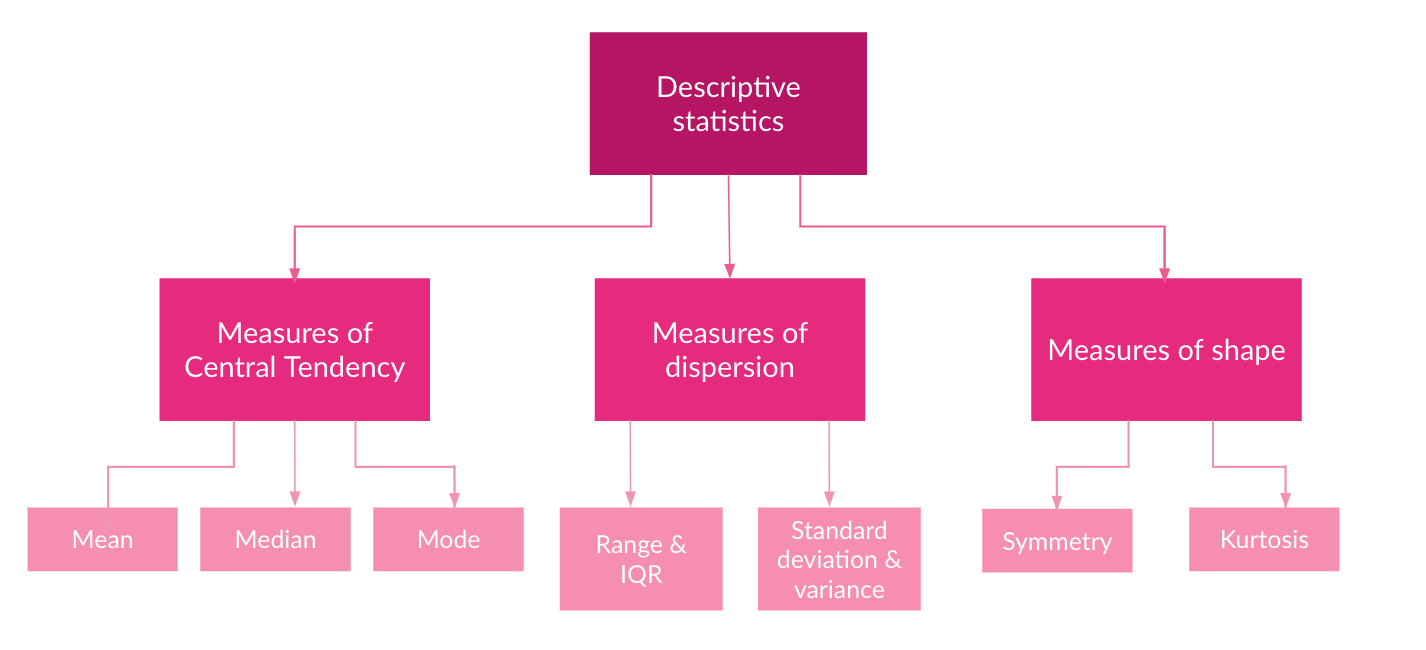 Descriptive
statistics
Measures of
Central Tendency
Measures of
dispersion
Measures of shape
Mean
Median
Mode
Range &
IQR
Standard
deviation &
variance
Symmetry
Kurtosis